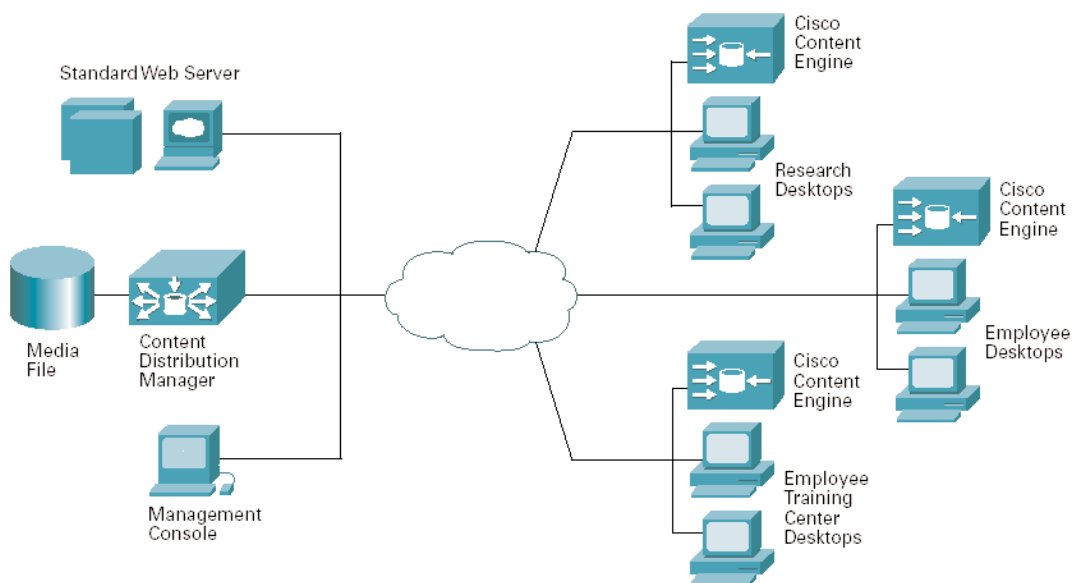 Standard Web Server
Media
File
Content
Distribution
Manager
Management
Console
Cisco
Content
Engine
Research
Desktops
Cisco
Content
Engine
Employee
Desktops
Cisco
Content
Engine
Employee
Training
Center
Desktops